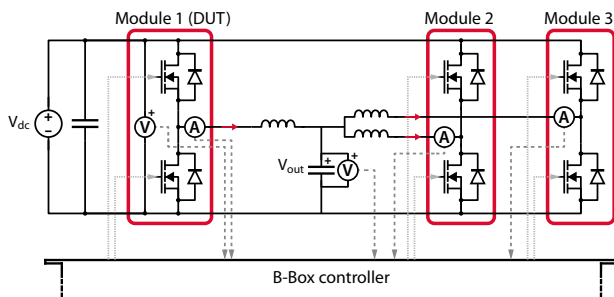 Module 1 (DUT)
Module 2
Module 3
A
A
A
V
Vdc
Vout
V
B-Box controller